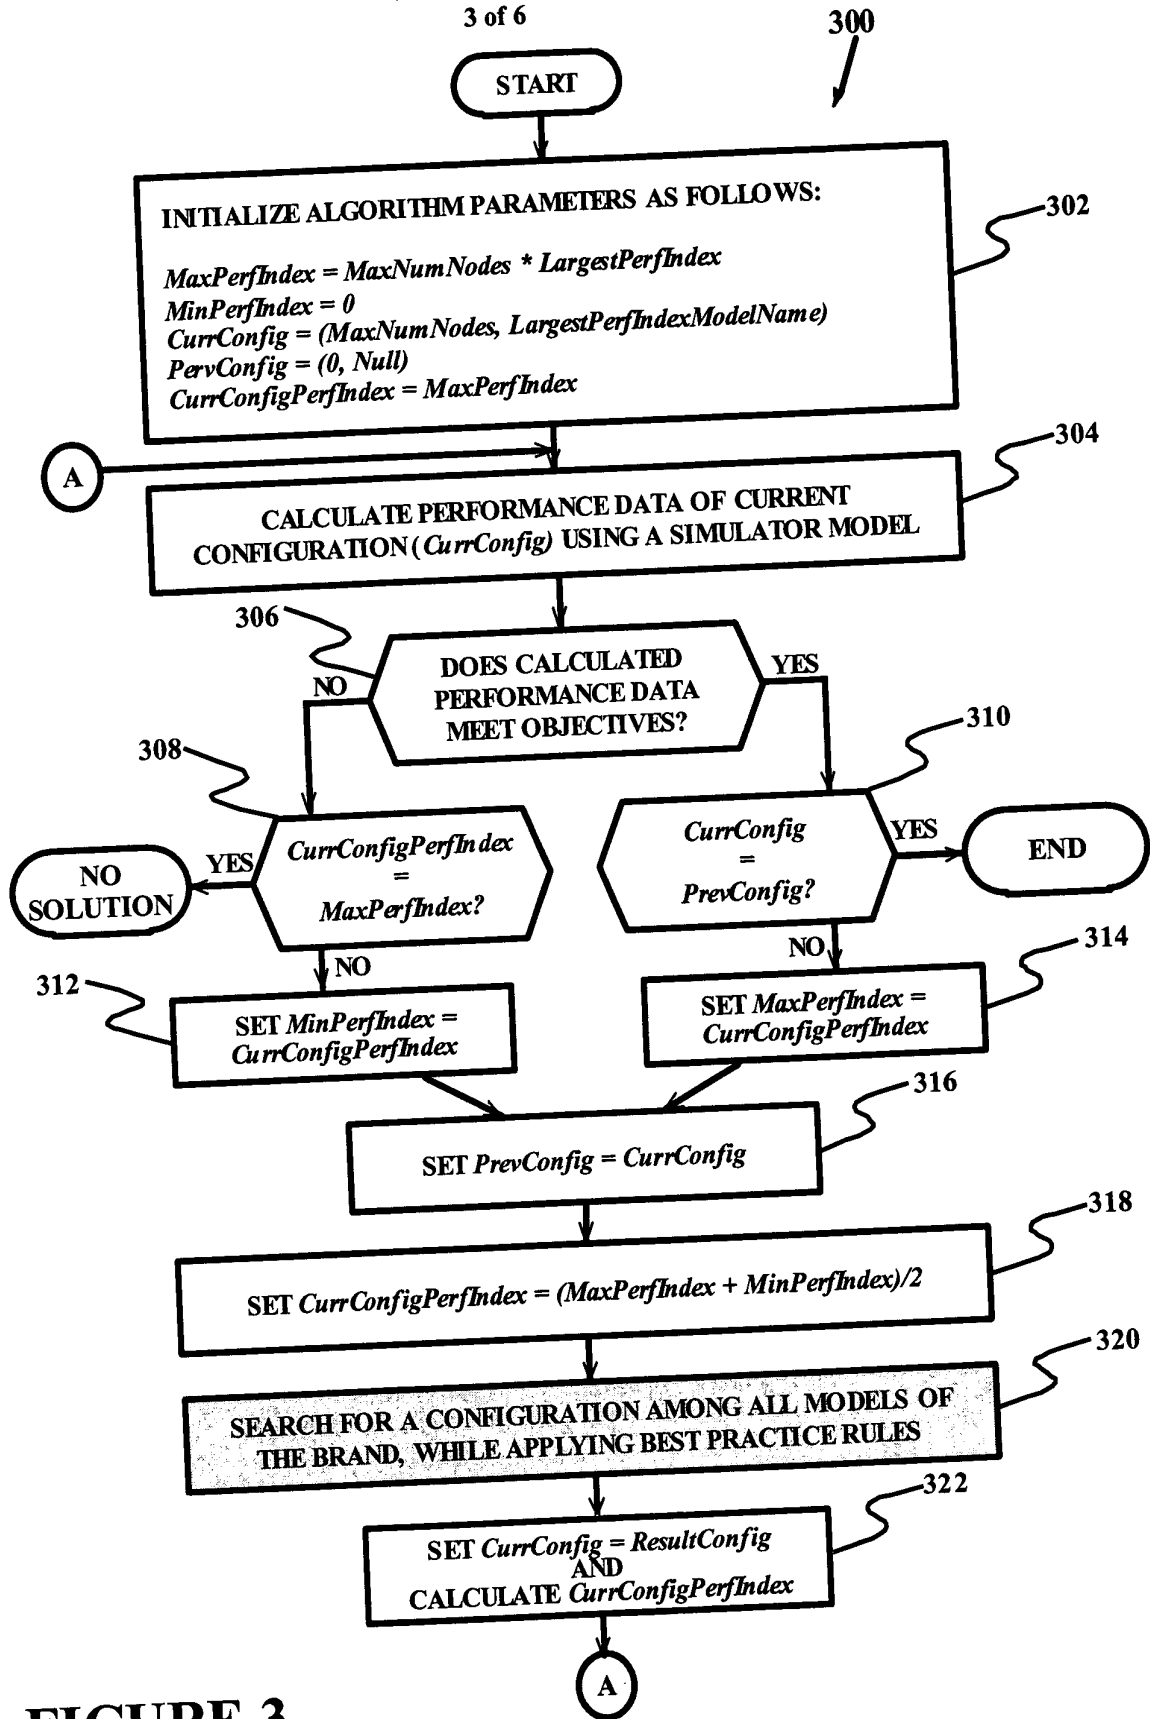 3 of 6
300
START
INITIALIZE ALGORITHM PARAMETERS AS FOLLOWS:
MaxPerfIndex = MaxNumNodes * LargestPerfIndex
MinPerfIndex = 0
CurrConfig = (MaxNumNodes, LargestPerfIndexModelName)
PervConfig = (0, Null)
CurrConfigPerfIndex = MaxPerfIndex
302
A
304
CALCULATE PERFORMANCE DATA OF CURRENT
CONFIGURATION (CurrConfig) USING A SIMULATOR MODEL
306
DOES CALCULATED
PERFORMANCE DATA
MEET OBJECTIVES?
NO
YES
308
310
CurrConfigPerfIndex
=
MaxPerfIndex?
YES
NO
SOLUTION
CurrConfig
=
PrevConfig?
YES
END
NO
NO
312
314
SET MinPerfIndex =
CurrConfigPerfIndex
SET MaxPerfIndex =
CurrConfigPerfIndex
316
SET PrevConfig = CurrConfig
318
SET CurrConfigPerfIndex = (MaxPerfIndex + MinPerfIndex)/2
320
SEARCH FOR A CONFIGURATION AMONG ALL MODELS OF
THE BRAND, WHILE APPLYING BEST PRACTICE RULES
322
SET CurrConfig = ResultConfig
AND
CALCULATE CurrConfigPerfIndex
A
FIGURE 3